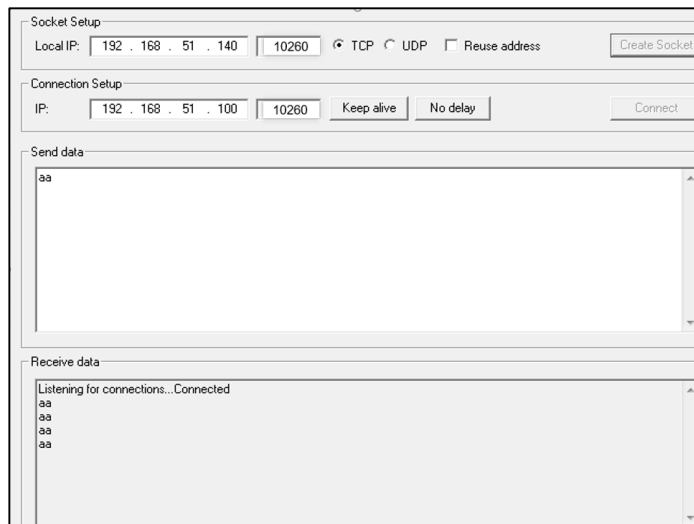 Socket Setup
Local IP: 192 . 168 . 51 . 140 10260 TCP UDP Reuse address Create Socket
Connection Setup
IP: 192 . 168 . 51 . 100 10260 Keep alive No delay Connect
Send data
aa
Receive data
Listening for connections...Connected
aa
aa
aa
aa